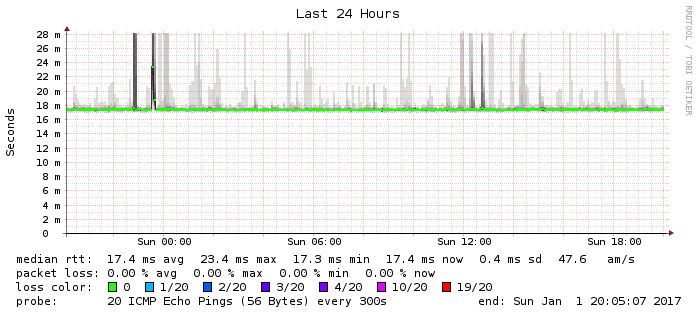 Last 24 Hours
RRDTOOL / TOBI OETIKER
Seconds
28 m
26 m
24 m
22 m
20 m
18 m
16 m
14 m
12 m
10 m
8 m
6 m
4 m
2 m
0
Sun 00:00 Sun 06:00 Sun 12:00 Sun 18:00
median rtt: 17.4 ms avg 23.4 ms max 17.3 ms min 17.4 ms now 0.4 ms sd 47.6 am/s
packet loss: 0.00 % avg 0.00 % max 0.00 % min 0.00 % now
loss color: 0 1/20 2/20 3/20 4/20 10/20 19/20
probe: 20 ICMP Echo Pings (56 Bytes) every 300s end: Sun Jan 1 20:05:07 2017